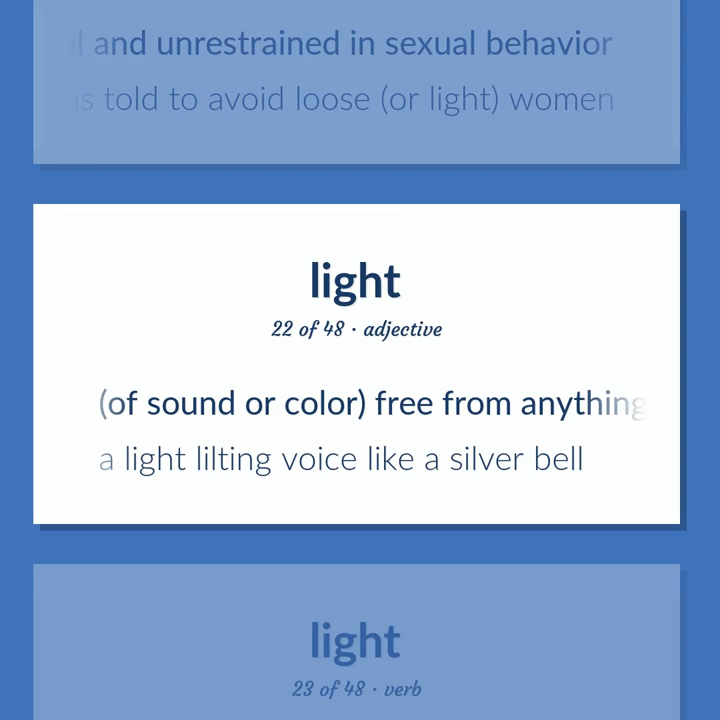 and unrestrained in sexual behavior
told to avoid loose (or light) women
light
22 of 48 · adjective
(of sound or color) free from anything
a light lilting voice like a silver bell
light
23 of 48 · verb